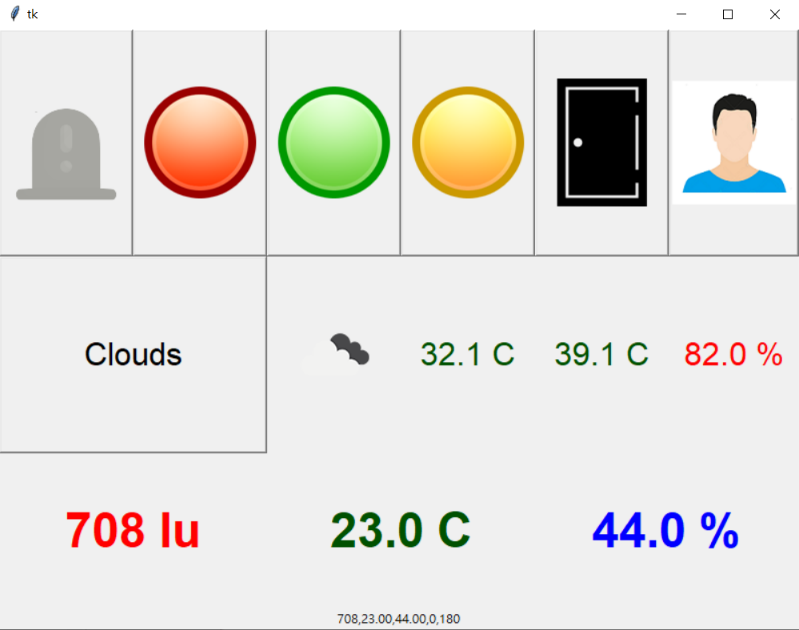 tk
Clouds
32.1 C
39.1 C
82.0 %
708 lu
23.0 C
44.0 %
708,23.00,44.00,0,180